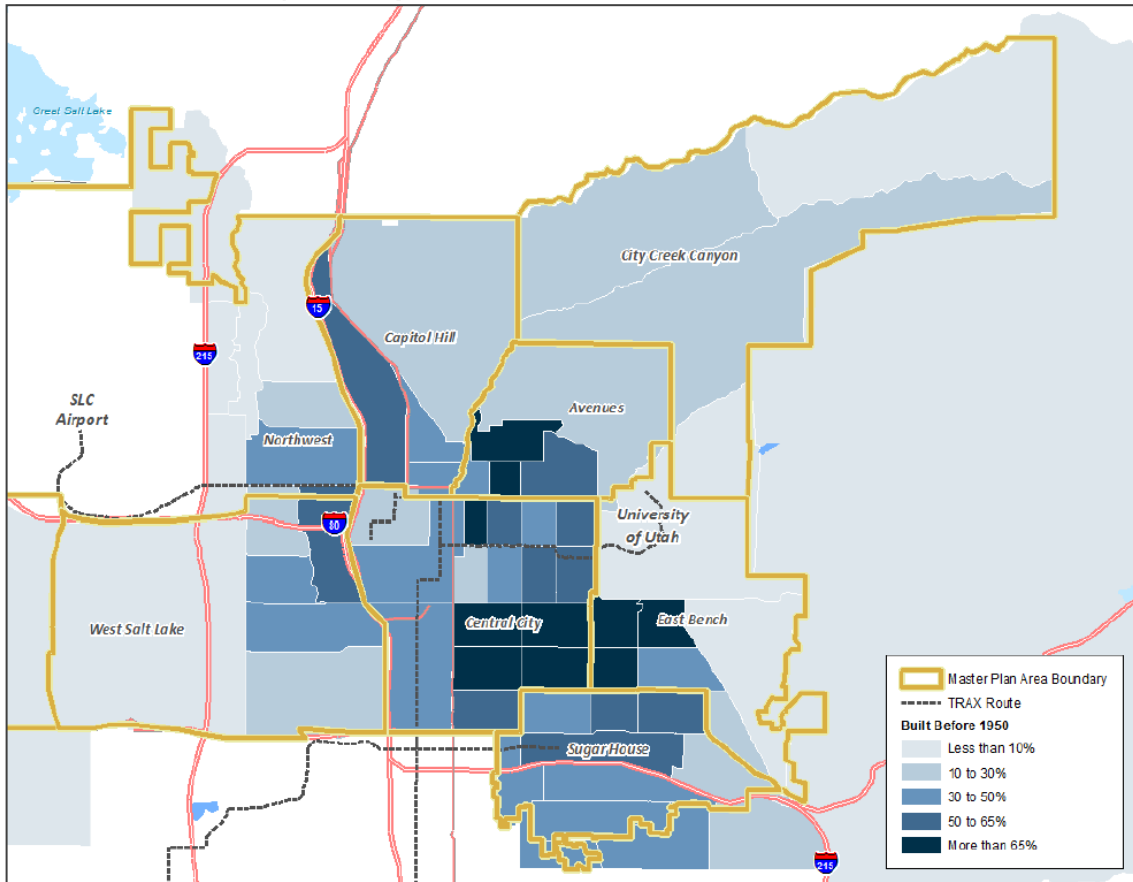 Great Salt Lake
City Creek Canyon
15
Capitol Hill
215
SLC
Airport
Avenues
Northwest
University
of Utah
80
West Salt Lake
Central City
East Bench
Sugar House
215
Master Plan Area Boundary
TRAX Route
Built Before 1950
Less than 10%
10 to 30%
30 to 50%
50 to 65%
More than 65%